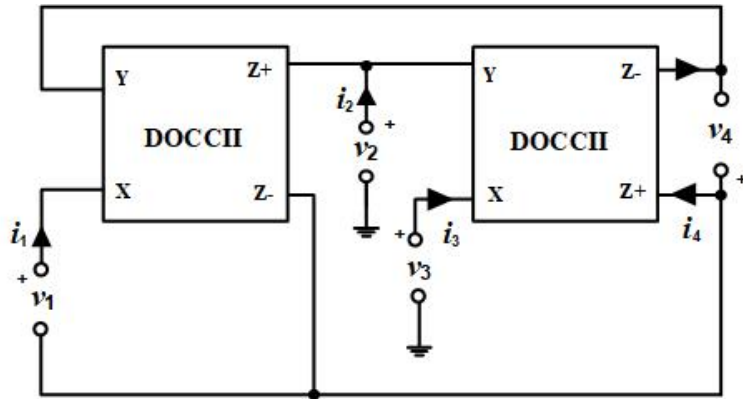 Y
Z+
DOCCII
X
Z-
i1
+
v1
i2
+
v2
Y
Z-
DOCCII
X
Z+
+
i3
v3
v4
+
i4